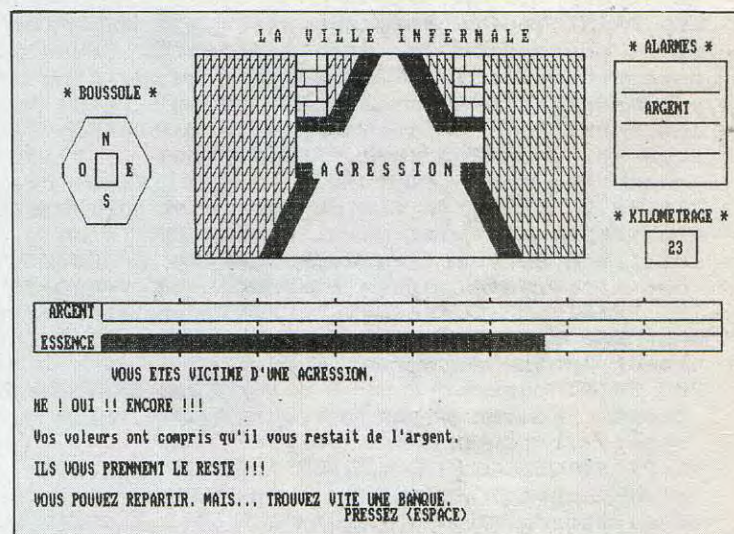 LA VILLE INFERNALE
* BOUSSOLE *
N
O E
S
AGRESSION
* ALARMES *
ARGENT
* KILOMETRAGE *
23
ARGENT
ESSENCE
VOUS ETES VICTIME D'UNE AGRESSION.
HE ! OUI !! ENCORE !!!
Vos voleurs ont compris qu'il vous restait de l'argent.
ILS VOUS PRENNENT LE RESTE !!!
VOUS POUVEZ REPARTIR. MAIS... TROUVEZ VITE UNE BANQUE.
PRESSEZ (ESPACE)